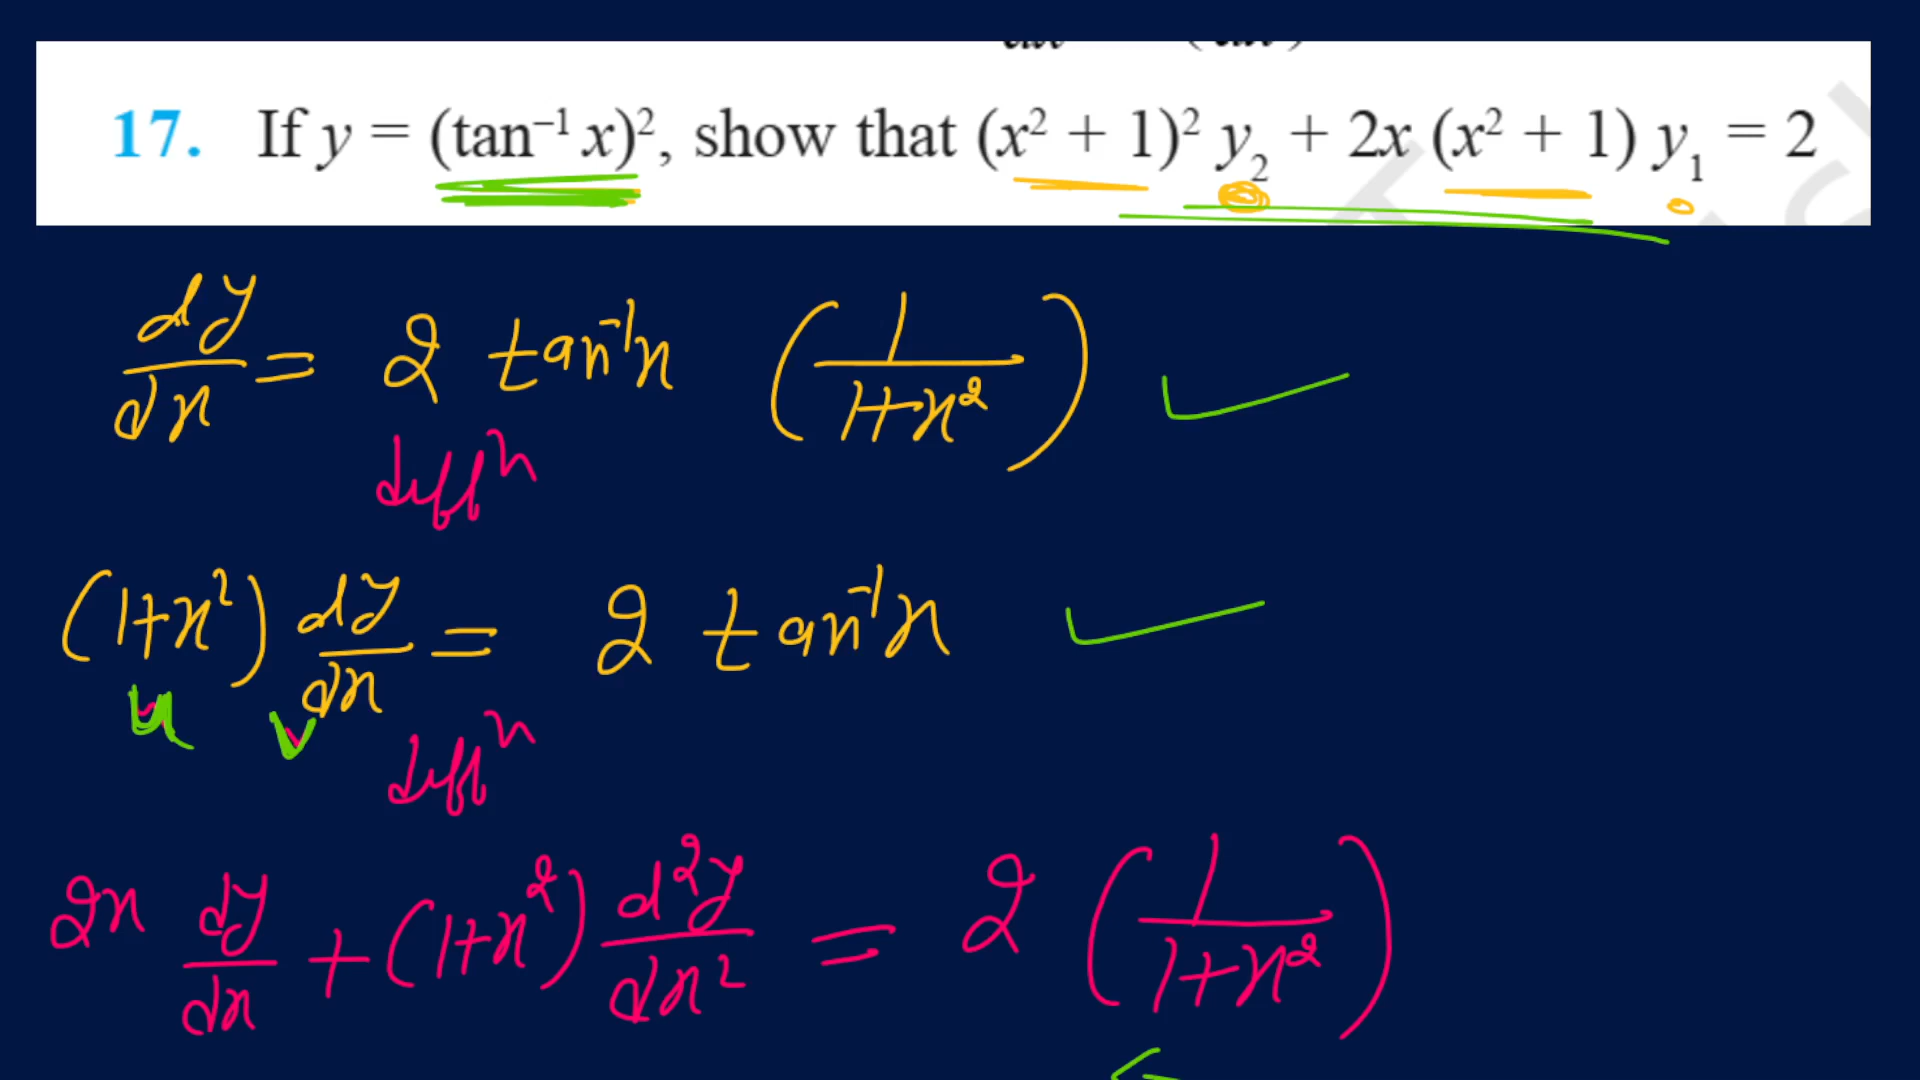 17. If y = (tan⁻¹ x)², show that (x² + 1)² y₂ + 2x (x² + 1) y₁ = 2
dy/dx = 2 tan⁻¹x (1/(1+x²))
diffⁿ
(1+x²) dy/dx = 2 tan⁻¹x
u v
diffⁿ
2x dy/dx + (1+x²) d²y/dx² = 2 (1/(1+x²))